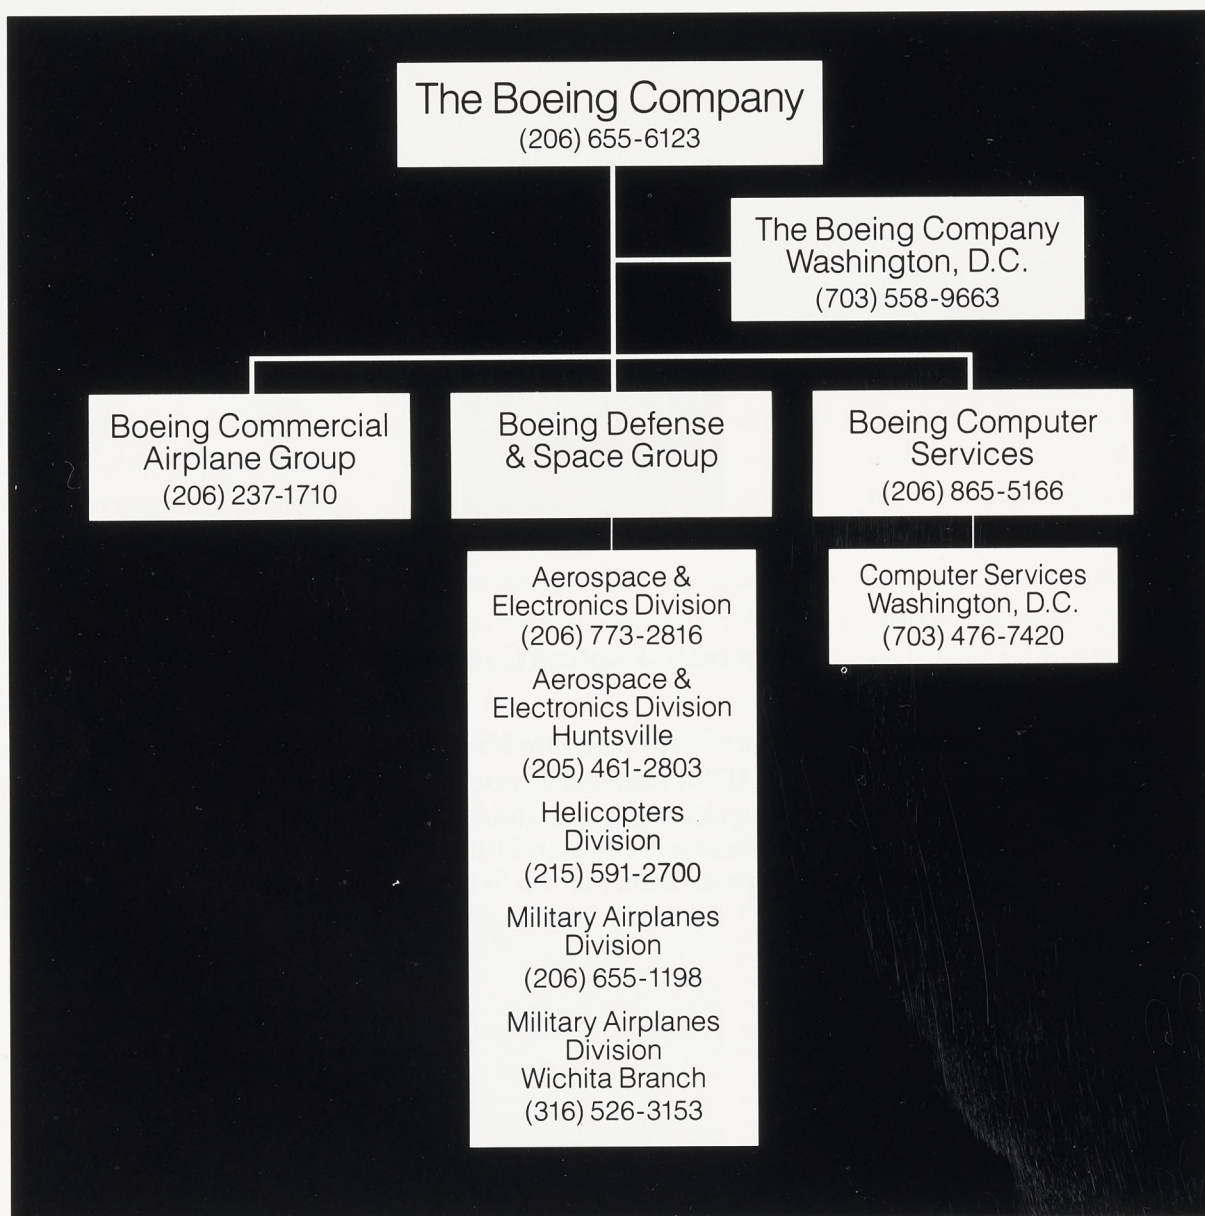 The Boeing Company
(206) 655-6123
The Boeing Company
Washington, D.C.
(703) 558-9663
Boeing Commercial
Airplane Group
(206) 237-1710
Boeing Defense
& Space Group
Boeing Computer
Services
(206) 865-5166
Aerospace &
Electronics Division
(206) 773-2816
Aerospace &
Electronics Division
Huntsville
(205) 461-2803
Helicopters
Division
(215) 591-2700
Military Airplanes
Division
(206) 655-1198
Military Airplanes
Division
Wichita Branch
(316) 526-3153
Computer Services
Washington, D.C.
(703) 476-7420